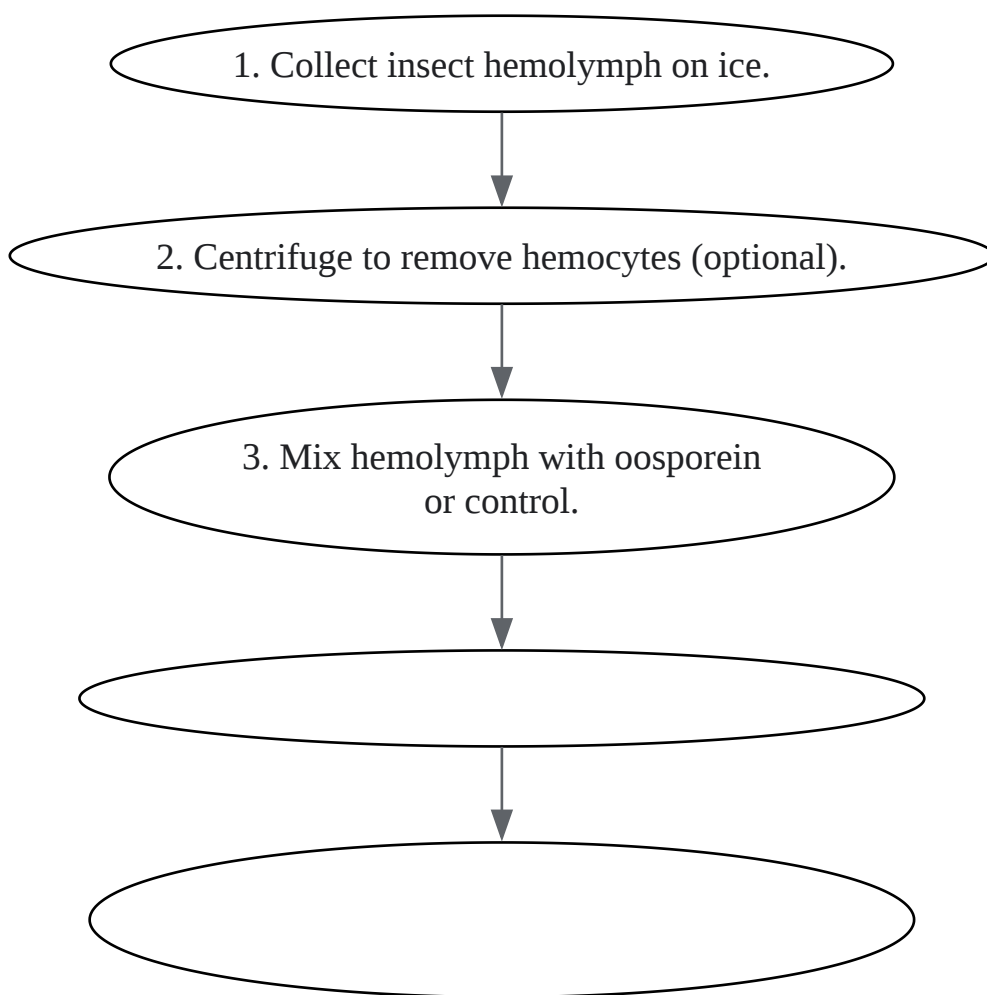 1. Collect insect hemolymph on ice.
2. Centrifuge to remove hemocytes (optional).
3. Mix hemolymph with oosporein
or control.